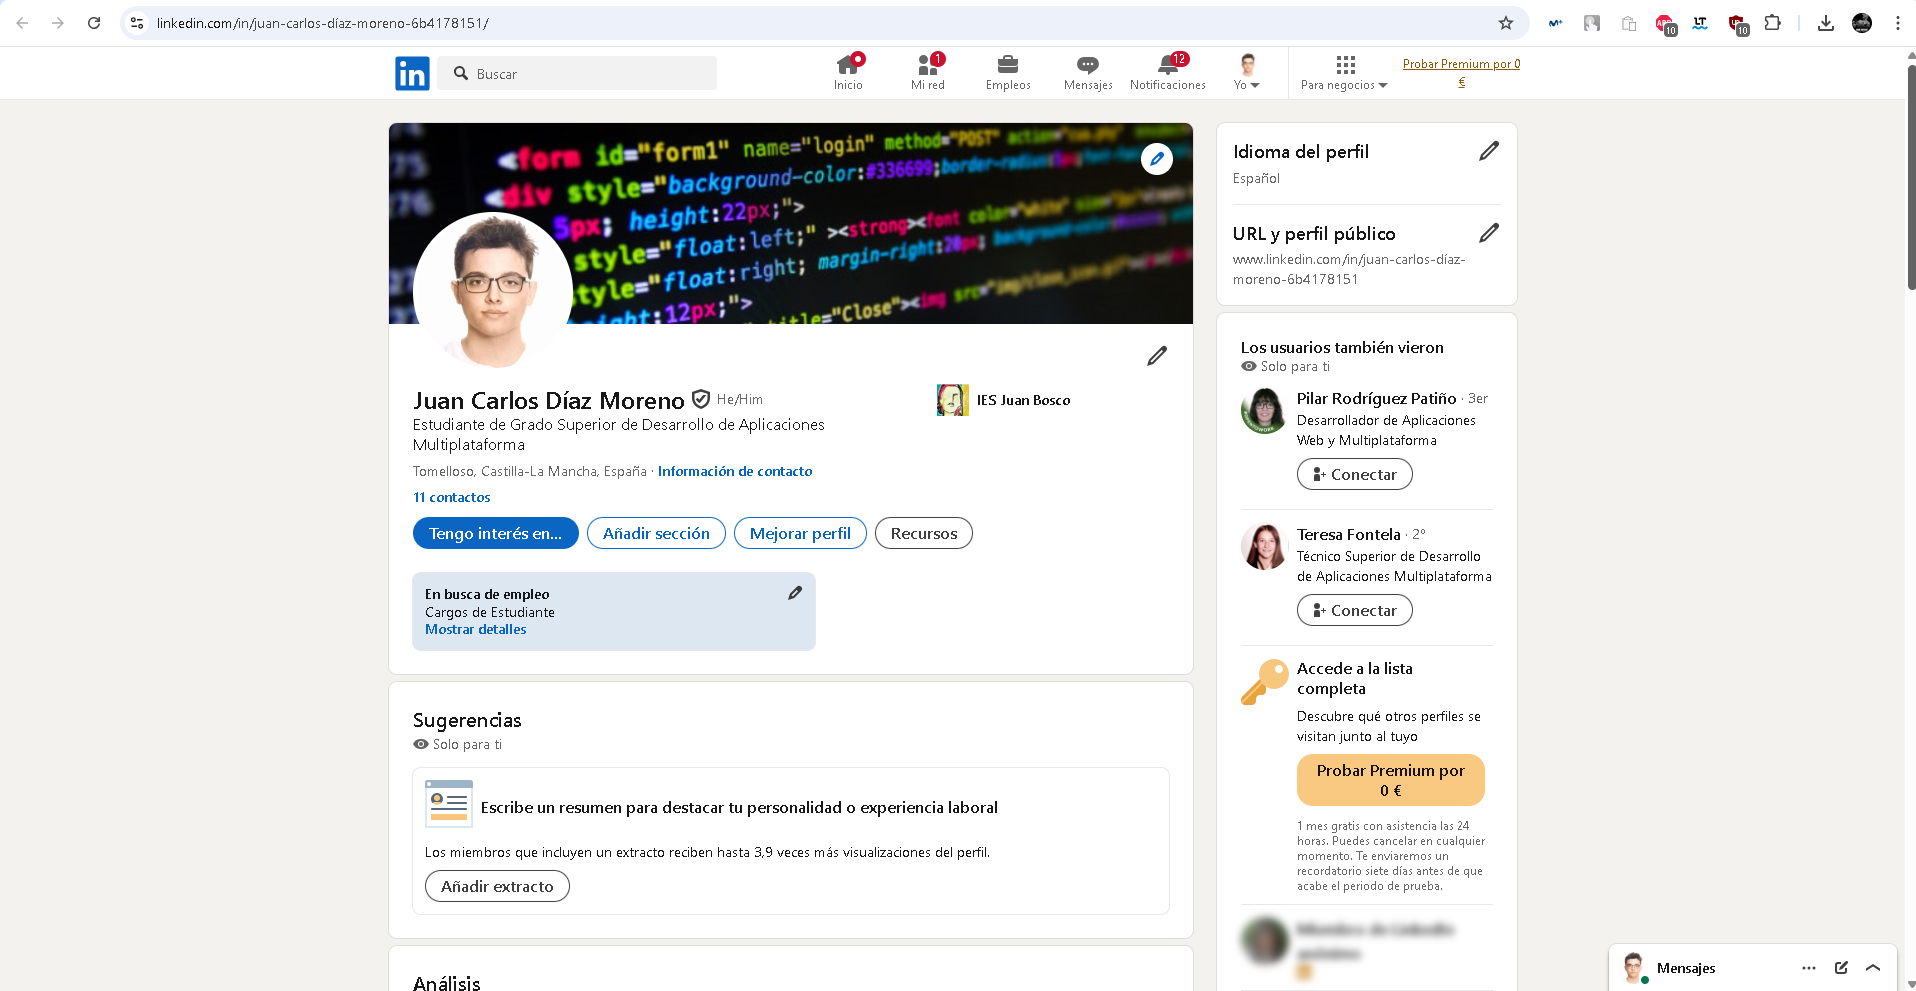 linkedin.com/in/juan-carlos-díaz-moreno-6b4178151/
10
LT
10
in
Buscar
Inicio
1
Mi red
Empleos
Mensajes
12
Notificaciones
Yo
Para negocios
Probar Premium por 0
€
75 <form id="form1" name="login" method="POST" action=
<div style="background-color:#336699;border-radius:
276 5px; height:22px;">
style="float:left;" ><strong><font color="white"
style="float:right; margin-right:20px;
height:12px;">
title="Close"><img src="img/close_icon.gif"
Juan Carlos Díaz Moreno He/Him
Estudiante de Grado Superior de Desarrollo de Aplicaciones
Multiplataforma
Tomelloso, Castilla-La Mancha, España · Información de contacto
11 contactos
IES Juan Bosco
Tengo interés en...
Añadir sección
Mejorar perfil
Recursos
En busca de empleo
Cargos de Estudiante
Mostrar detalles
Sugerencias
Solo para ti
Escribe un resumen para destacar tu personalidad o experiencia laboral
Los miembros que incluyen un extracto reciben hasta 3,9 veces más visualizaciones del perfil.
Añadir extracto
Análisis
Idioma del perfil
Español
URL y perfil público
www.linkedin.com/in/juan-carlos-díaz-
moreno-6b4178151
Los usuarios también vieron
Solo para ti
Pilar Rodríguez Patiño · 3er
Desarrollador de Aplicaciones
Web y Multiplataforma
Conectar
Teresa Fontela · 2º
Técnico Superior de Desarrollo
de Aplicaciones Multiplataforma
Conectar
Accede a la lista
completa
Descubre qué otros perfiles se
visitan junto al tuyo
Probar Premium por
0 €
1 mes gratis con asistencia las 24
horas. Puedes cancelar en cualquier
momento. Te enviaremos un
recordatorio siete días antes de que
acabe el periodo de prueba.
Mensajes